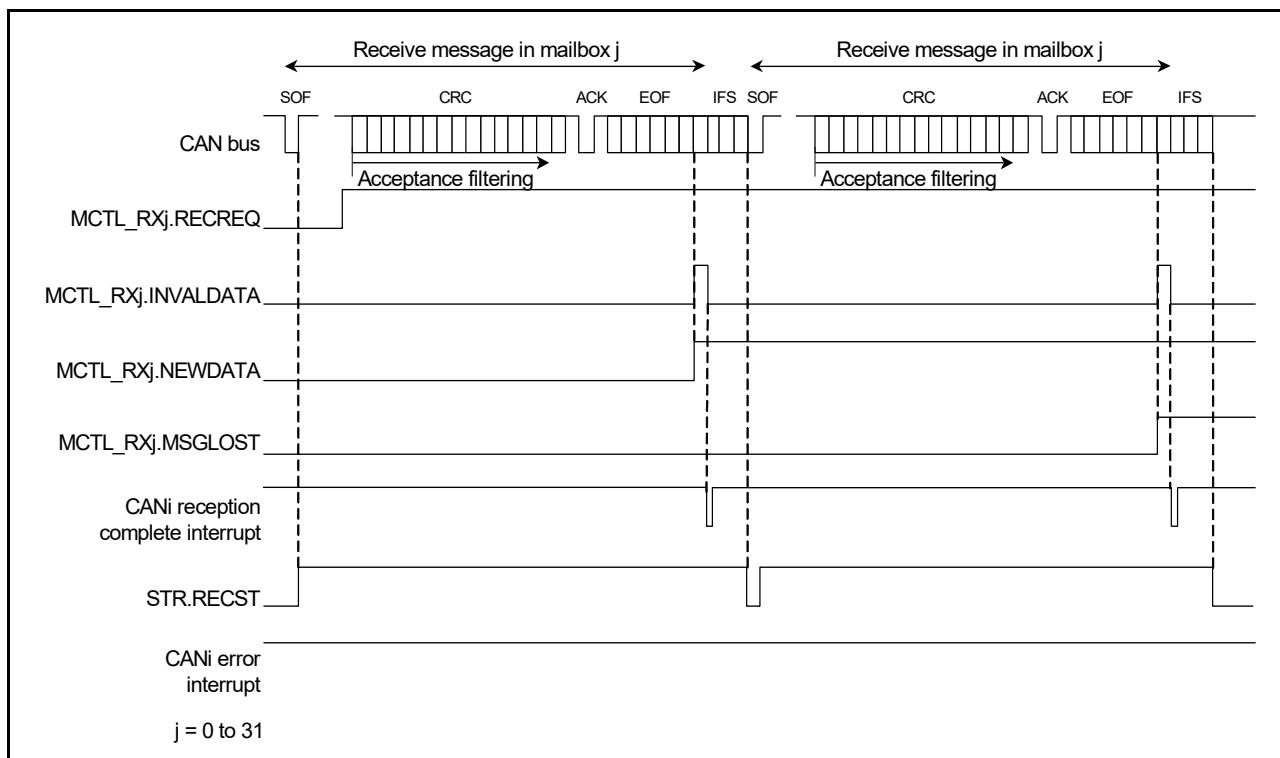 Receive message in mailbox j Receive message in mailbox j
SOF CRC ACK EOF IFS SOF CRC ACK EOF IFS
CAN bus
Acceptance filtering Acceptance filtering
MCTL_RXj.RECREQ
MCTL_RXj.INVALDATA
MCTL_RXj.NEWDATA
MCTL_RXj.MSGLOST
CANi reception
complete interrupt
STR.RECST
CANi error
interrupt
j = 0 to 31